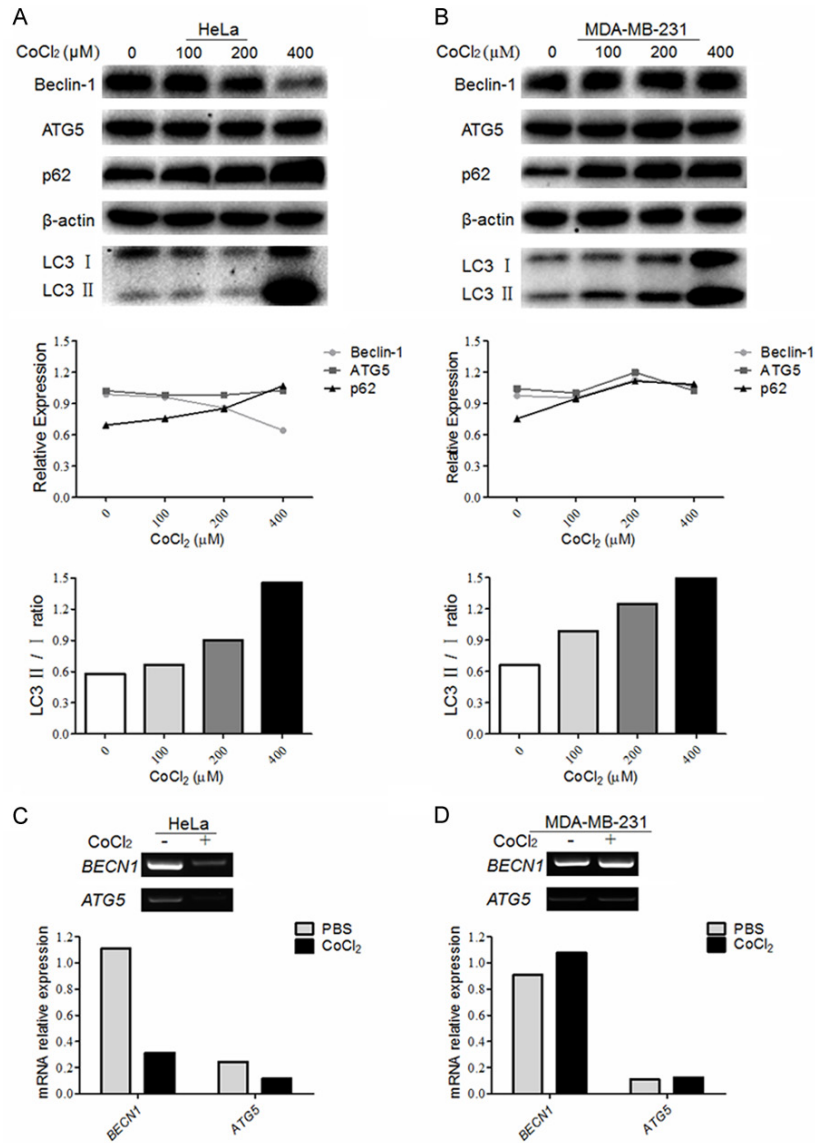 A
HeLa
CoCl₂ (μM) 0 100 200 400
Beclin-1
ATG5
p62
β-actin
LC3 Ⅰ
LC3 Ⅱ
Relative Expression
1.5
1.2
0.9
0.6
0.3
0.0
0 100 200 400
CoCl₂ (μM)
Beclin-1
ATG5
p62
LC3 Ⅱ / Ⅰ ratio
1.5
1.2
0.9
0.6
0.3
0.0
0 100 200 400
CoCl₂ (μM)
B
MDA-MB-231
CoCl₂ (μM) 0 100 200 400
Beclin-1
ATG5
p62
β-actin
LC3 Ⅰ
LC3 Ⅱ
Relative Expression
1.5
1.2
0.9
0.6
0.3
0.0
0 100 200 400
CoCl₂ (μM)
Beclin-1
ATG5
p62
LC3 Ⅱ / Ⅰ ratio
1.5
1.2
0.9
0.6
0.3
0.0
0 100 200 400
CoCl₂ (μM)
C
HeLa
CoCl₂ - +
BECN1
ATG5
PBS
CoCl₂
mRNA relative expression
1.2
1.0
0.8
0.6
0.4
0.2
0.0
BECN1 ATG5
D
MDA-MB-231
CoCl₂ - +
BECN1
ATG5
PBS
CoCl₂
mRNA relative expression
1.2
1.0
0.8
0.6
0.4
0.2
0.0
BECN1 ATG5